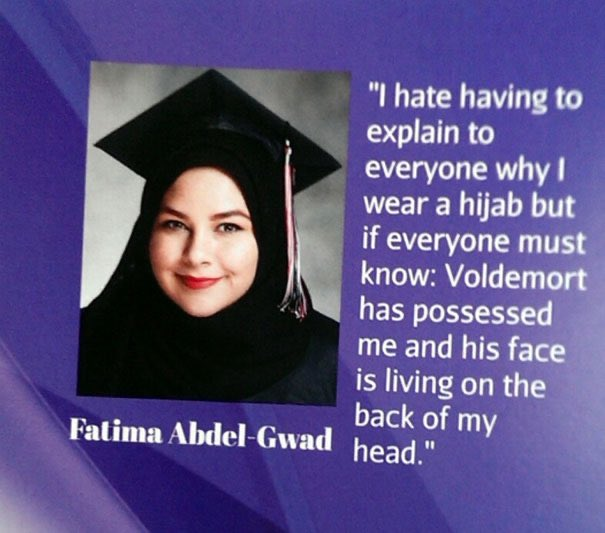 "I hate having to
explain to
everyone why I
wear a hijab but
if everyone must
know: Voldemort
has possessed
me and his face
is living on the
back of my
head."
Fatima Abdel-Gwad